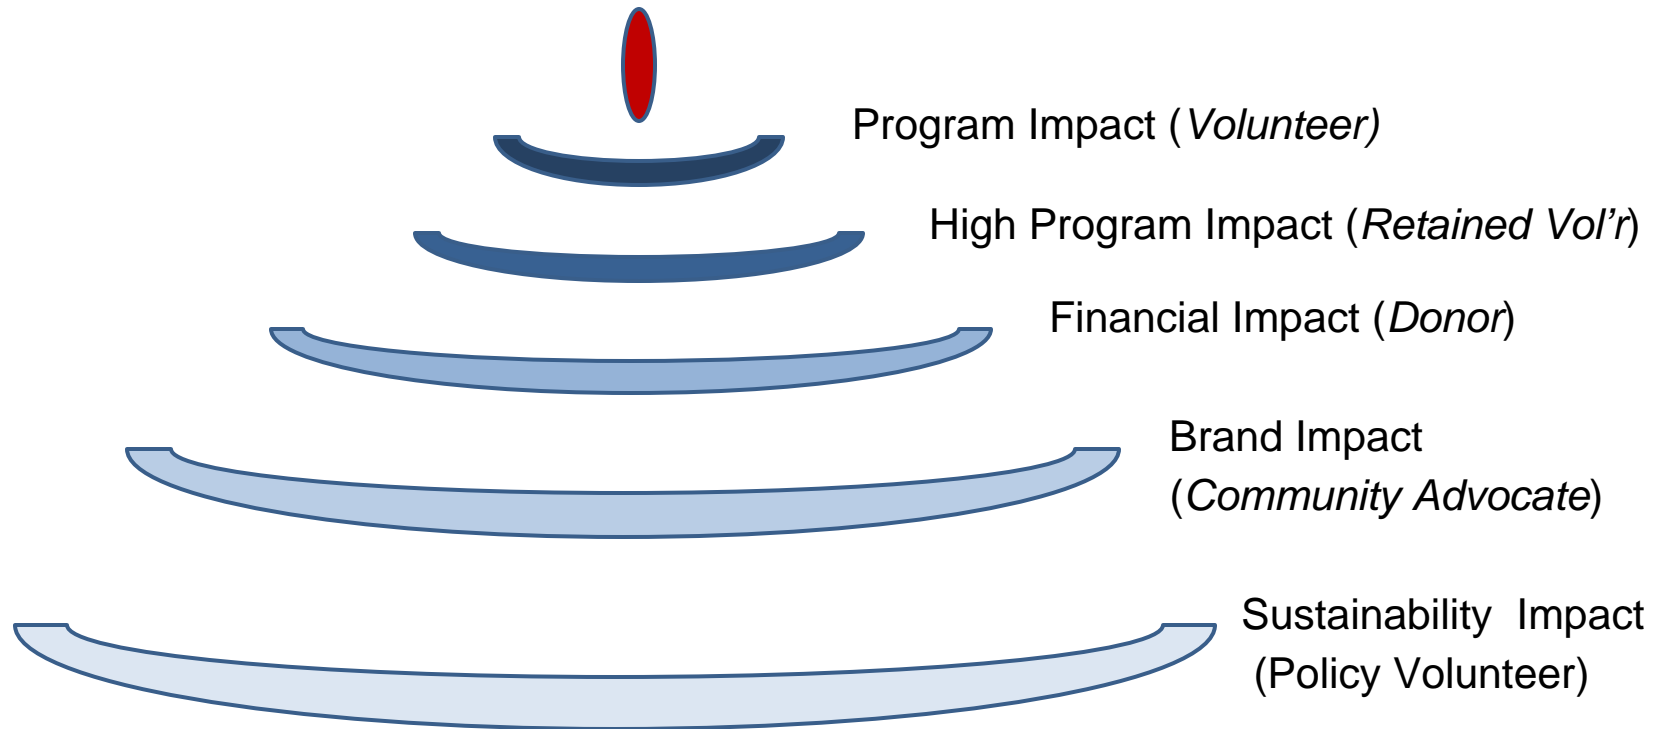 Program Impact (Volunteer)
High Program Impact (Retained Vol’r)
Financial Impact (Donor)
Brand Impact
(Community Advocate)
Sustainability  Impact
(Policy Volunteer)